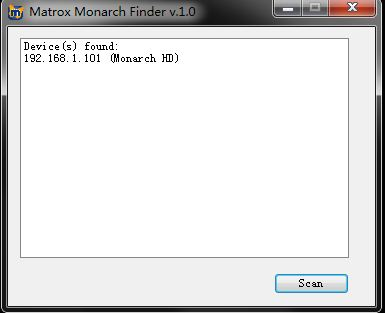 Matrox Monarch Finder v.1.0
Device(s) found:
192.168.1.101 (Monarch HD)
Scan